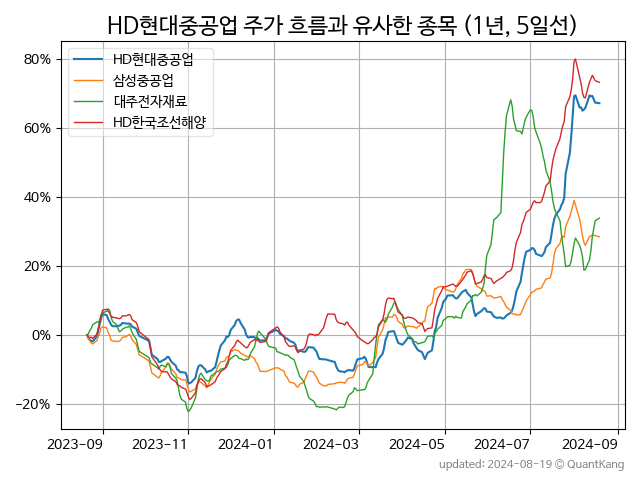 HD현대중공업 주가 흐름과 유사한 종목 (1년, 5일선)
HD현대중공업
삼성중공업
대주전자재료
HD한국조선해양
80%
60%
40%
20%
0%
−20%
2023-09
2023-11
2024-01
2024-03
2024-05
2024-07
2024-09
updated: 2024-08-19 © QuantKang